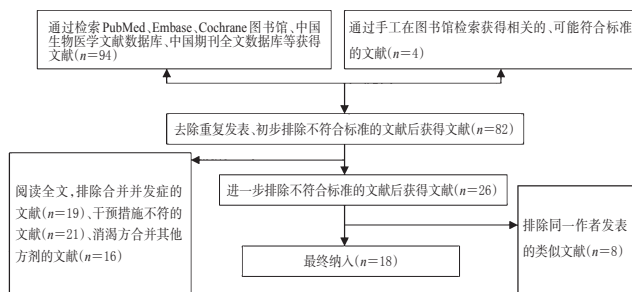 通过检索PubMed、Embase、Cochrane图书馆、中国
生物医学文献数据库、中国期刊全文数据库等获得
文献(n=94)
通过手工在图书馆检索获得相关的、可能符合标准
的文献(n=4)
去除重复发表、初步排除不符合标准的文献后获得文献(n=82)
阅读全文,排除合并并发症的
文献(n=19)、干预措施不符的
文献(n=21)、消渴方合并其他
方剂的文献(n=16)
进一步排除不符合标准的文献后获得文献(n=26)
排除同一作者发表
的类似文献(n=8)
最终纳入(n=18)